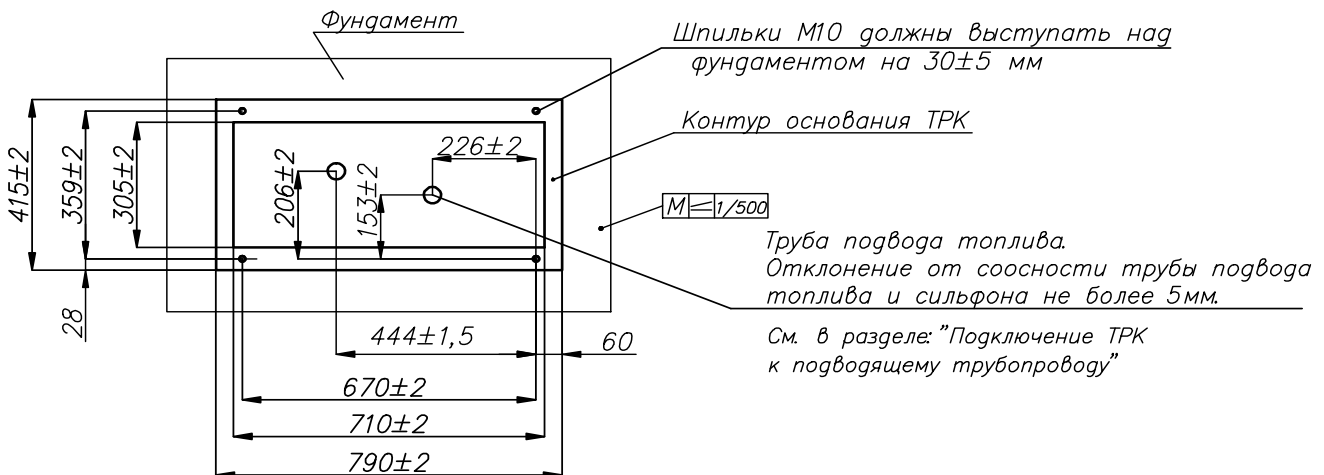 Фундамент
Шпильки М10 должны выступать над
фундаментом на 30±5 мм
Контур основания ТРК
226±2
415±2
359±2
305±2
206±2
153±2
М ≤ 1/500
Труба подвода топлива.
Отклонение от соосности трубы подвода
топлива и сильфона не более 5мм.
28
444±1,5
60
См. в разделе: "Подключение ТРК
к подводящему трубопроводу"
670±2
710±2
790±2